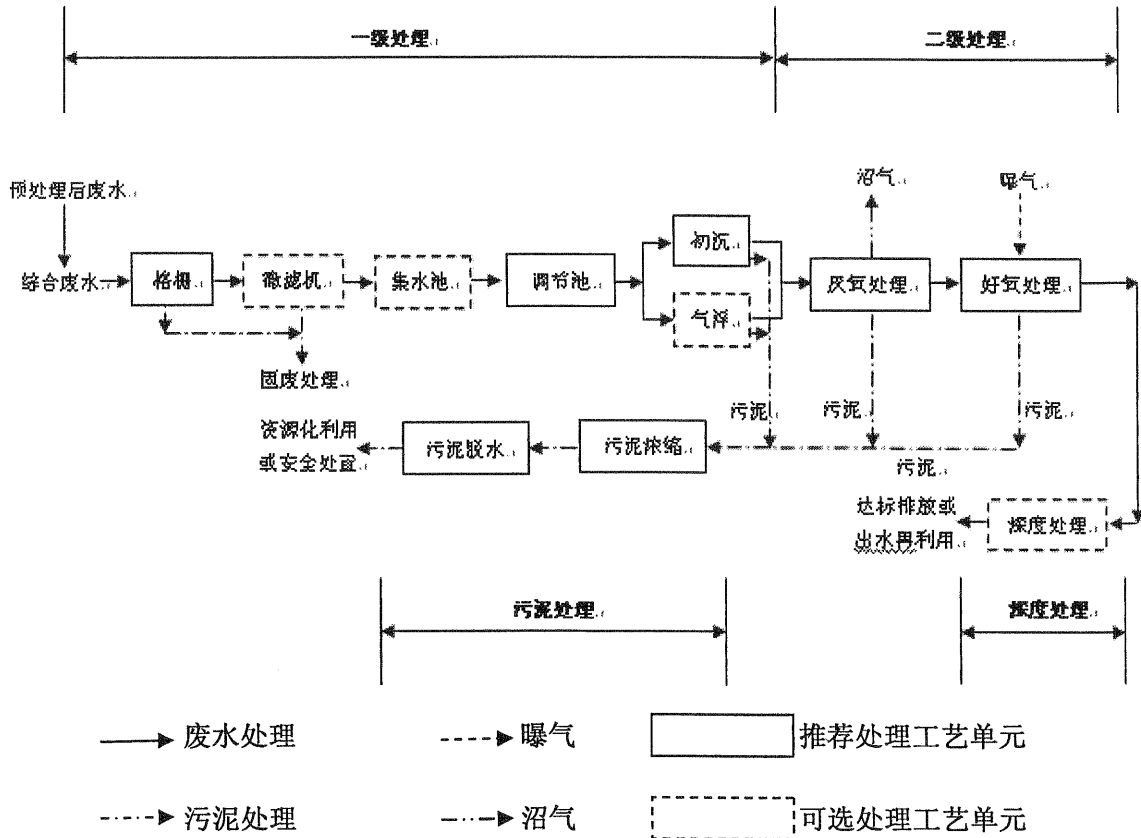 一级处理
二级处理
预处理后废水
沼气
曝气
综合废水
格栅
微滤机
集水池
调节池
初沉
气浮
厌氧处理
好氧处理
固废处理
污泥
污泥
污泥
资源化利用
或安全处置
污泥脱水
污泥浓缩
污泥
达标排放或
出水再利用
深度处理
污泥处理
深度处理
废水处理
曝气
推荐处理工艺单元
污泥处理
沼气
可选处理工艺单元